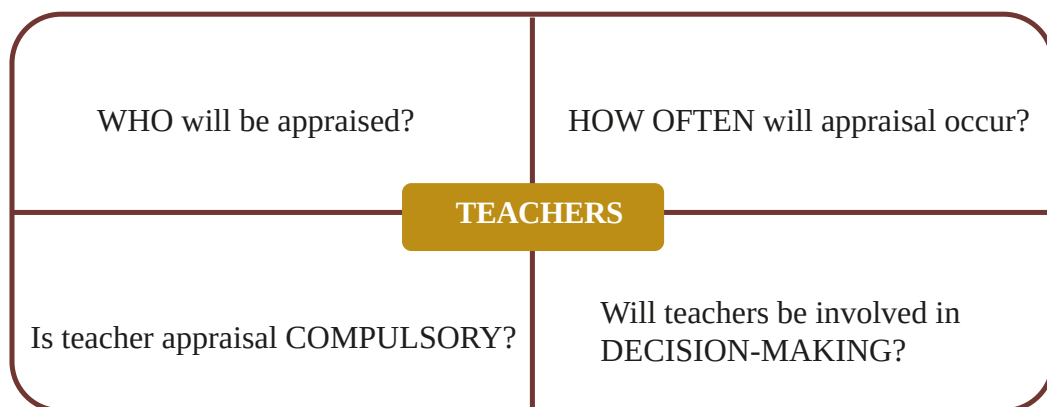 WHO will be appraised?
HOW OFTEN will appraisal occur?
TEACHERS
Is teacher appraisal COMPULSORY?
Will teachers be involved in
DECISION-MAKING?